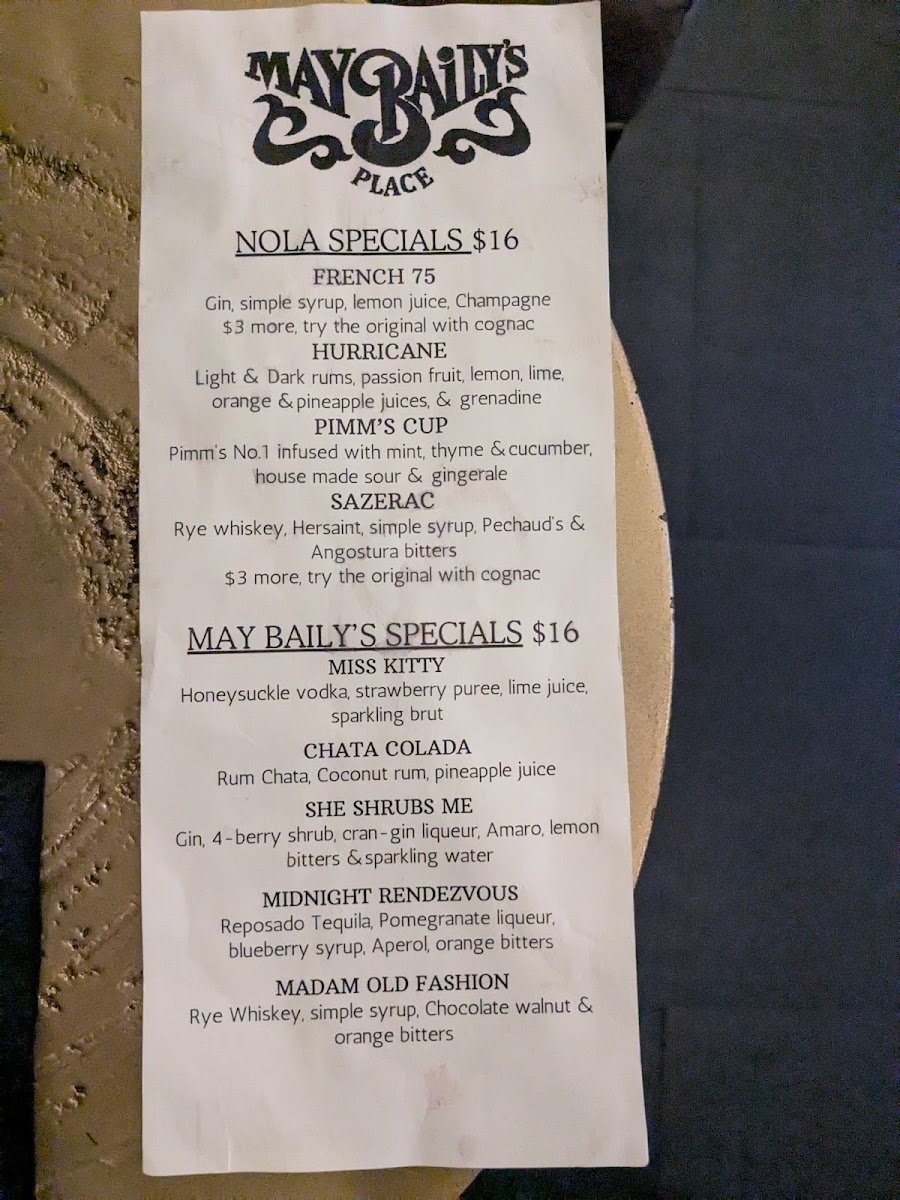 MAY BAILY'S
PLACE
NOLA SPECIALS $16
FRENCH 75
Gin, simple syrup, lemon juice, Champagne
$3 more, try the original with cognac
HURRICANE
Light & Dark rums, passion fruit, lemon, lime,
orange & pineapple juices, & grenadine
PIMM'S CUP
Pimm's No.1 infused with mint, thyme & cucumber,
house made sour & gingerale
SAZERAC
Rye whiskey, Hersaint, simple syrup, Pechaud's &
Angostura bitters
$3 more, try the original with cognac
MAY BAILY'S SPECIALS $16
MISS KITTY
Honeysuckle vodka, strawberry puree, lime juice,
sparkling brut
CHATA COLADA
Rum Chata, Coconut rum, pineapple juice
SHE SHRUBS ME
Gin, 4-berry shrub, cran-gin liqueur, Amaro, lemon
bitters & sparkling water
MIDNIGHT RENDEZVOUS
Reposado Tequila, Pomegranate liqueur,
blueberry syrup, Aperol, orange bitters
MADAM OLD FASHION
Rye Whiskey, simple syrup, Chocolate walnut &
orange bitters